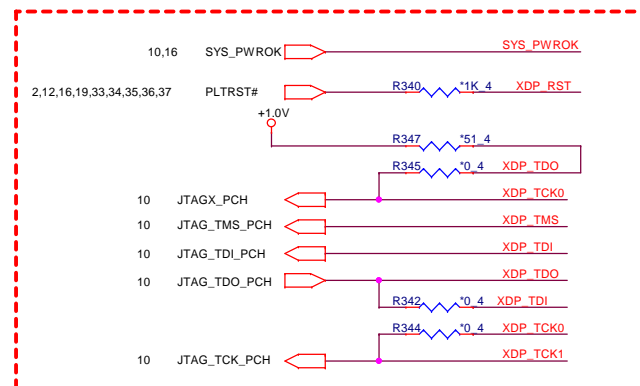 10,16 SYS_PWROK SYS_PWROK
2,12,16,19,33,34,35,36,37 PLTRST# R340 *1K_4 XDP_RST
+1.0V
R347 *51_4
R345 *0_4 XDP_TDO
10 JTAGX_PCH XDP_TCK0
10 JTAG_TMS_PCH XDP_TMS
10 JTAG_TDI_PCH XDP_TDI
10 JTAG_TDO_PCH XDP_TDO
R342 *0_4 XDP_TDI
R344 *0_4 XDP_TCK0
10 JTAG_TCK_PCH XDP_TCK1